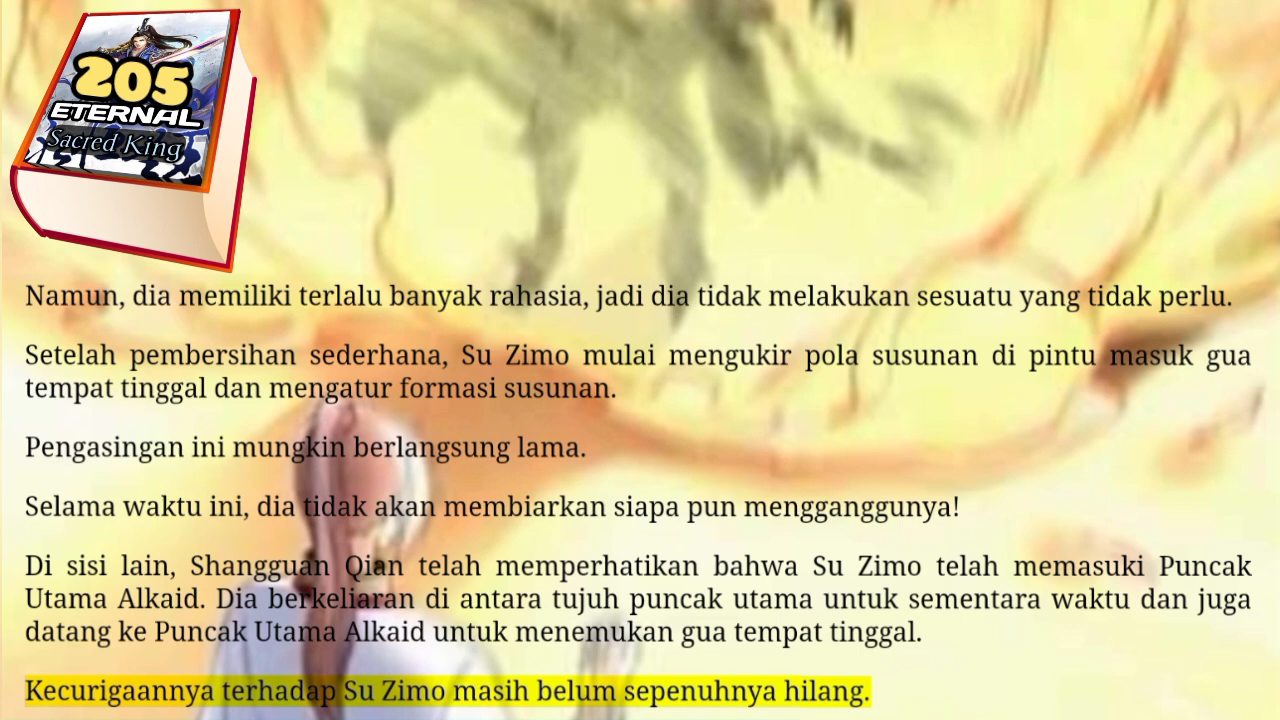 205
ETERNAL
Sacred King
Namun, dia memiliki terlalu banyak rahasia, jadi dia tidak melakukan sesuatu yang tidak perlu.
Setelah pembersihan sederhana, Su Zimo mulai mengukir pola susunan di pintu masuk gua
tempat tinggal dan mengatur formasi susunan.
Pengasingan ini mungkin berlangsung lama.
Selama waktu ini, dia tidak akan membiarkan siapa pun mengganggunya!
Di sisi lain, Shangguan Qian telah memperhatikan bahwa Su Zimo telah memasuki Puncak
Utama Alkaid. Dia berkeliaran di antara tujuh puncak utama untuk sementara waktu dan juga
datang ke Puncak Utama Alkaid untuk menemukan gua tempat tinggal.
Kecurigaannya terhadap Su Zimo masih belum sepenuhnya hilang.